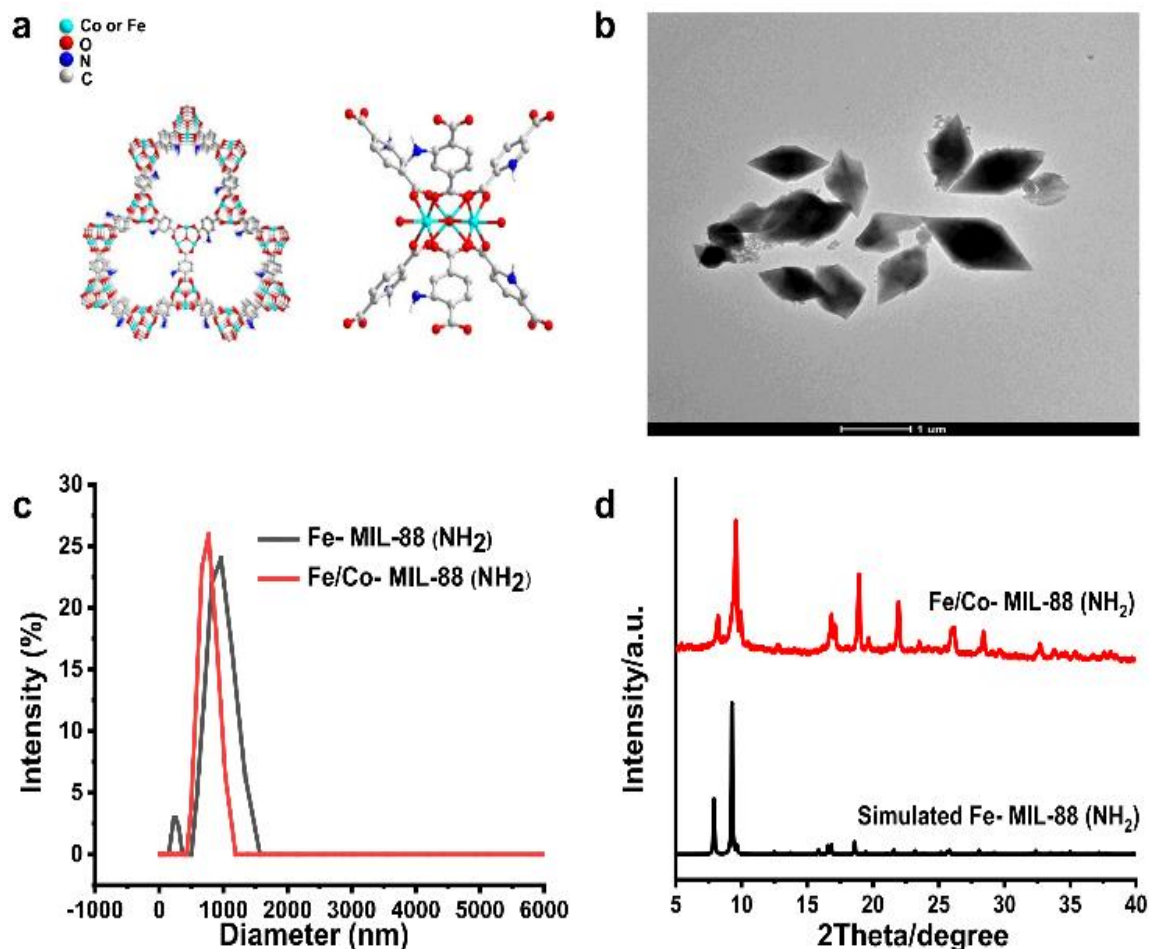 a
Co or Fe
O
N
C
b
1 um
c
30
25
20
15
10
5
0
Intensity (%)
Fe- MIL-88 (NH2)
Fe/Co- MIL-88 (NH2)
-1000 0 1000 2000 3000 4000 5000 6000
Diameter (nm)
d
Intensity/a.u.
Fe/Co- MIL-88 (NH2)
Simulated Fe- MIL-88 (NH2)
5 10 15 20 25 30 35 40
2Theta/degree